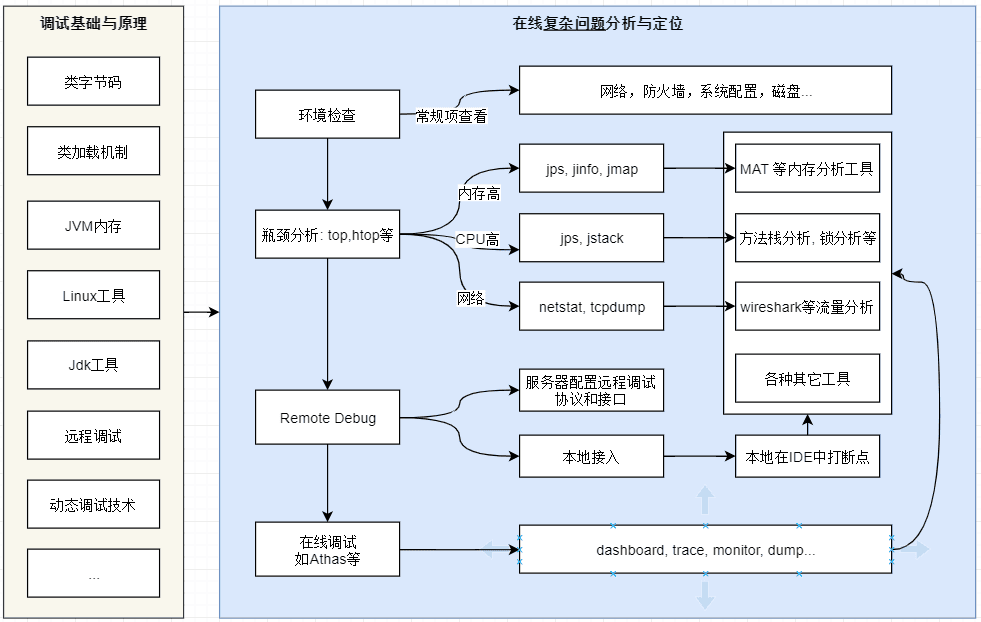 调试基础与原理
类字节码
类加载机制
JVM内存
Linux工具
Jdk工具
远程调试
动态调试技术
...
在线复杂问题分析与定位
环境检查
常规项查看
网络，防火墙，系统配置，磁盘...
瓶颈分析: top,htop等
内存高
jps, jinfo, jmap
MAT 等内存分析工具
CPU高
jps, jstack
方法栈分析, 锁分析等
网络
netstat, tcpdump
wireshark等流量分析
各种其它工具
Remote Debug
服务器配置远程调试
协议和接口
本地接入
本地在IDE中打断点
在线调试
如Athas等
dashboard, trace, monitor, dump...